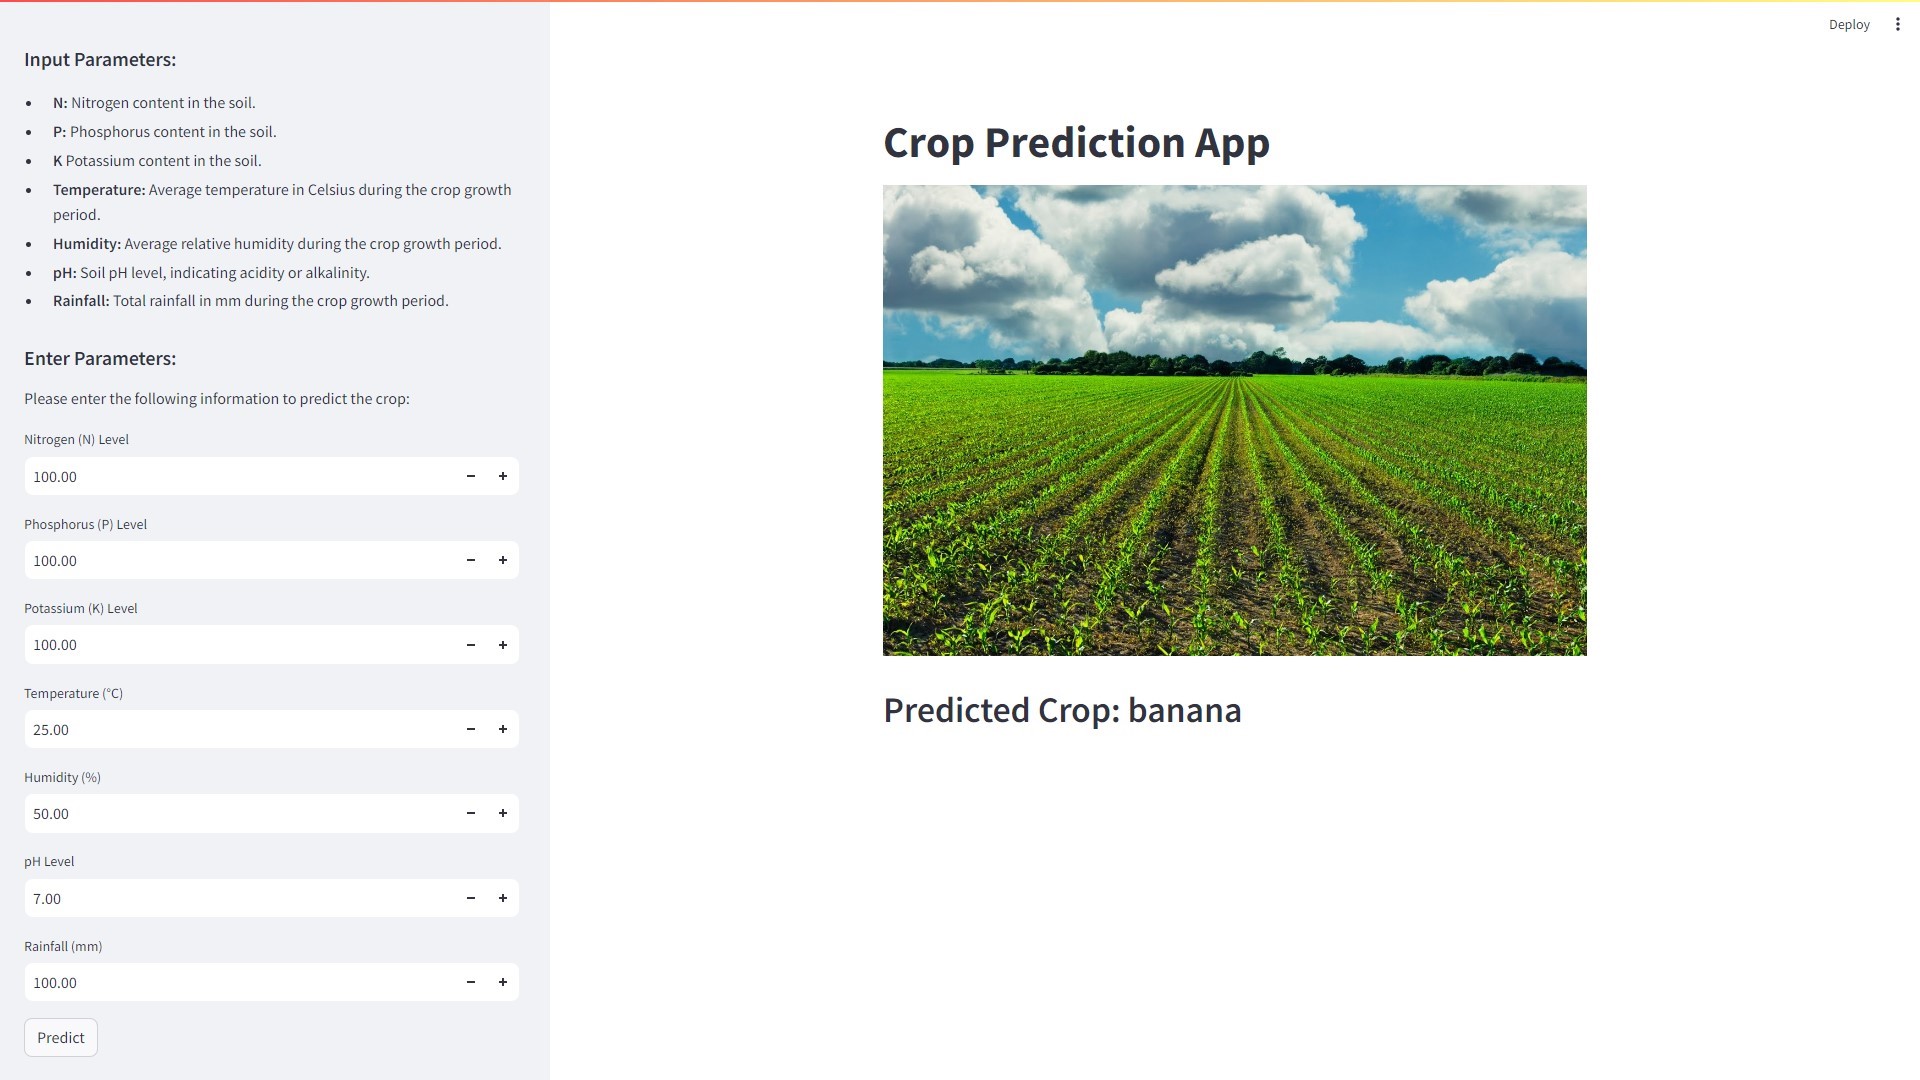 Deploy
Input Parameters:
N: Nitrogen content in the soil.
P: Phosphorus content in the soil.
K Potassium content in the soil.
Temperature: Average temperature in Celsius during the crop growth
period.
Humidity: Average relative humidity during the crop growth period.
pH: Soil pH level, indicating acidity or alkalinity.
Rainfall: Total rainfall in mm during the crop growth period.
Enter Parameters:
Please enter the following information to predict the crop:
Nitrogen (N) Level
100.00
Phosphorus (P) Level
100.00
Potassium (K) Level
100.00
Temperature (°C)
25.00
Humidity (%)
50.00
pH Level
7.00
Rainfall (mm)
100.00
Predict
Crop Prediction App
Predicted Crop: banana